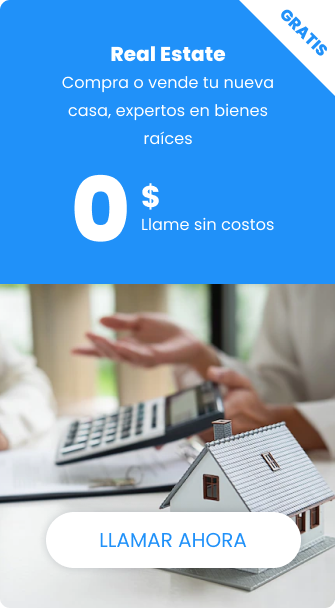 GRATIS
Real Estate
Compra o vende tu nueva
casa, expertos en bienes
raíces
0 $
Llame sin costos
LLAMAR AHORA